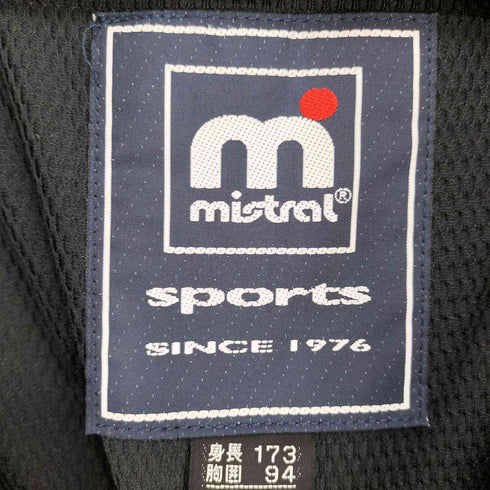 m
mistral®
sports
SINCE 1976
身長 173
胸囲 94